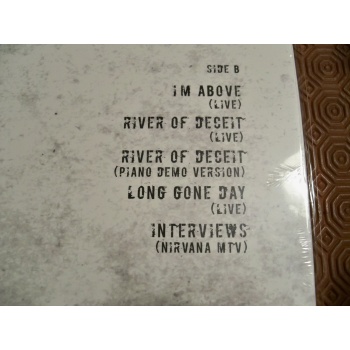 SIDE B
I'M ABOVE
(LIVE)
RIVER OF DECEIT
(LIVE)
RIVER OF DECEIT
(PIANO DEMO VERSION)
LONG GONE DAY
(LIVE)
INTERVIEWS
(NIRVANA MTV)